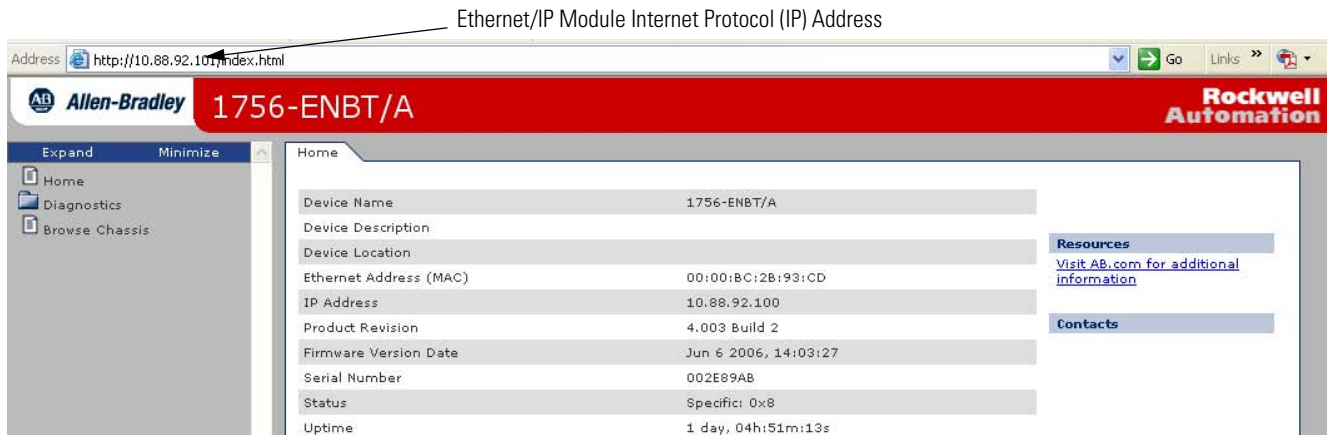 Ethernet/IP Module Internet Protocol (IP) Address
Address http://10.88.92.101/index.html Go Links »
AB Allen-Bradley 1756-ENBT/A Rockwell Automation
Expand Minimize
Home
Diagnostics
Browse Chassis
Home
Device Name 1756-ENBT/A
Device Description
Device Location
Ethernet Address (MAC) 00:00:BC:2B:93:CD
IP Address 10.88.92.100
Product Revision 4.003 Build 2
Firmware Version Date Jun 6 2006, 14:03:27
Serial Number 002E89AB
Status Specific: 0x8
Uptime 1 day, 04h:51m:13s
Resources
Visit AB.com for additional
information
Contacts